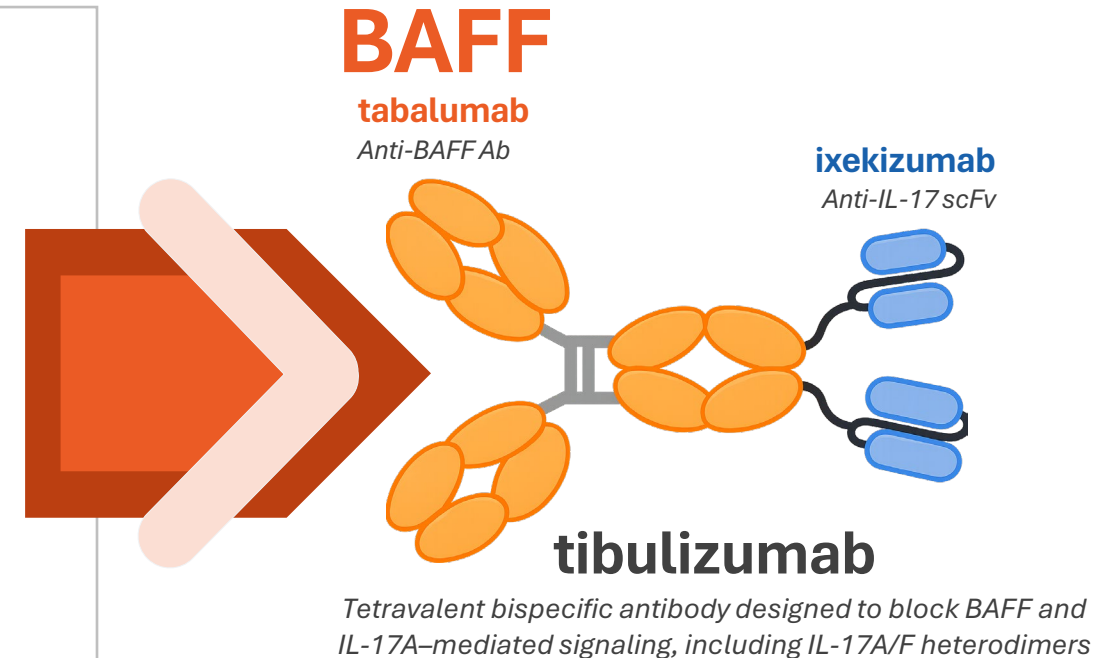 BAFF
tabalumab
Anti-BAFF Ab
ixekizumab
Anti-IL-17 scFv
tibulizumab
Tetravalent bispecific antibody designed to block BAFF and
IL-17A–mediated signaling, including IL-17A/F heterodimers